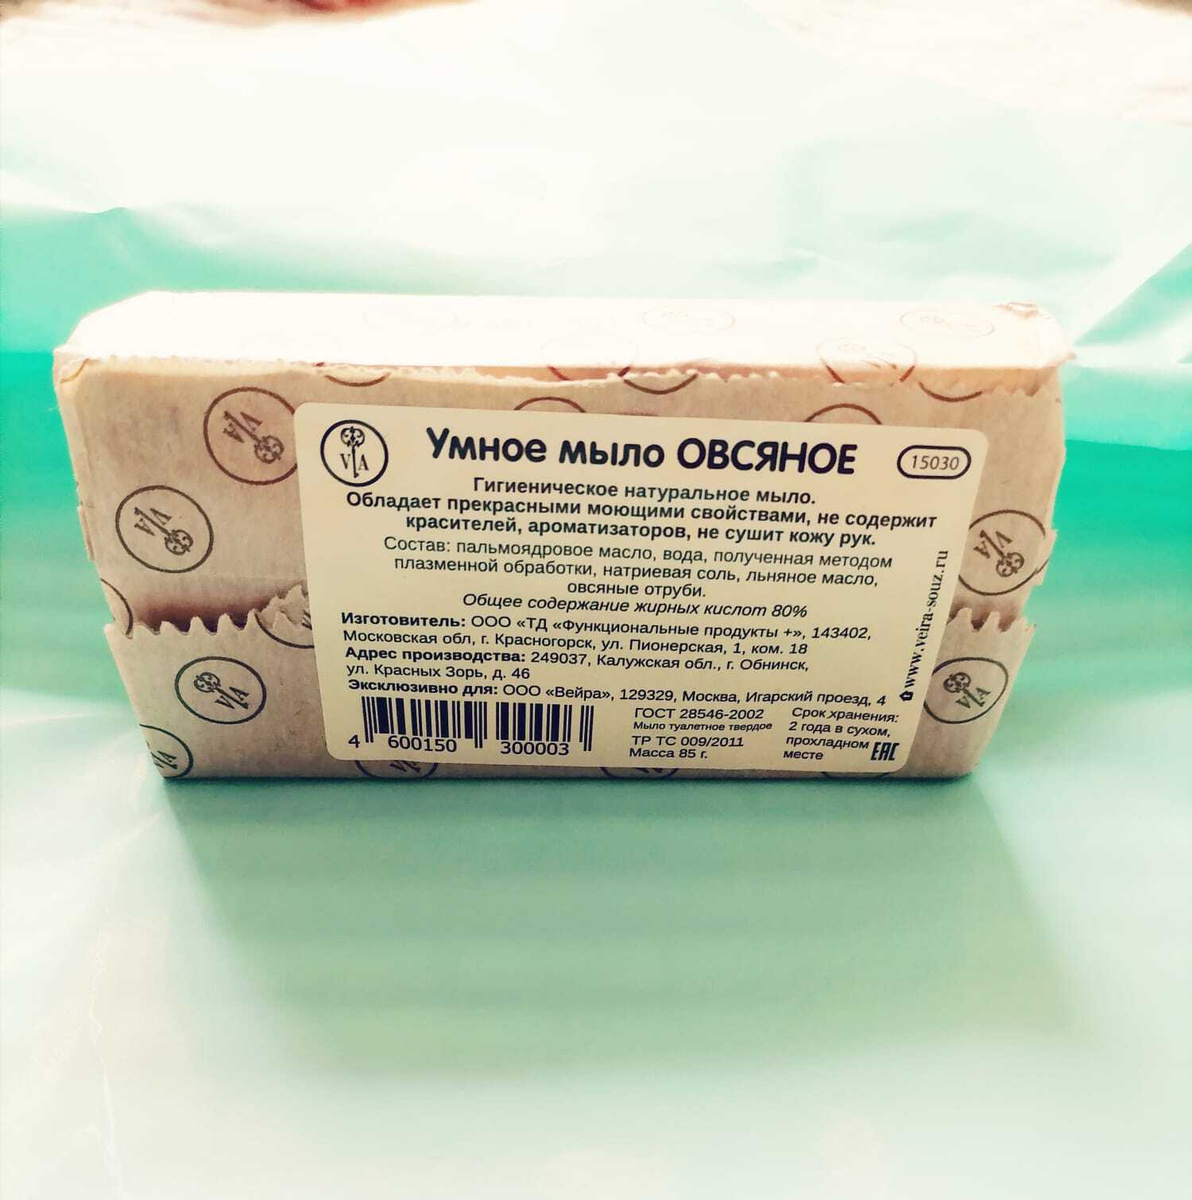 VA
Умное мыло ОВСЯНОЕ
15030
Гигиеническое натуральное мыло.
Обладает прекрасными моющими свойствами, не содержит
красителей, ароматизаторов, не сушит кожу рук.
Состав: пальмоядровое масло, вода, полученная методом
плазменной обработки, натриевая соль, льняное масло,
овсяные отруби.
Общее содержание жирных кислот 80%
Изготовитель: ООО «ТД «Функциональные продукты +», 143402,
Московская обл, г. Красногорск, ул. Пионерская, 1, ком. 18
Адрес производства: 249037, Калужская обл., г. Обнинск,
ул. Красных Зорь, д. 46
Эксклюзивно для: ООО «Вейра», 129329, Москва, Игарский проезд, 4
4 600150 300003
ГОСТ 28546-2002
Мыло туалетное твердое
ТР ТС 009/2011
Масса 85 г.
Срок хранения:
2 года в сухом,
прохладном
месте
EAC
www.veira-souz.ru
VA
VA
VA
VA
VA